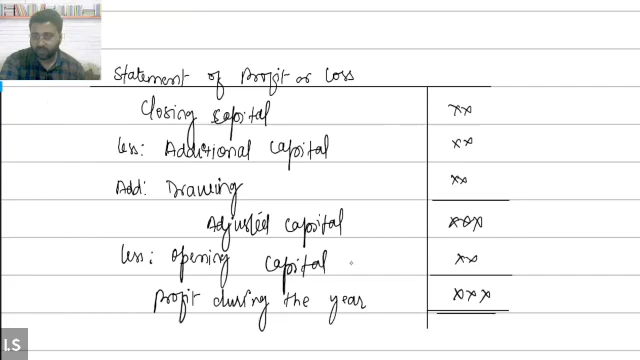 Statement of Profit or Loss
Closing Capital xx
Less: Additional Capital xx
Add: Drawing xx
Adjusted Capital xxx
Less: Opening Capital xx
Profit during the year xxx
I.S